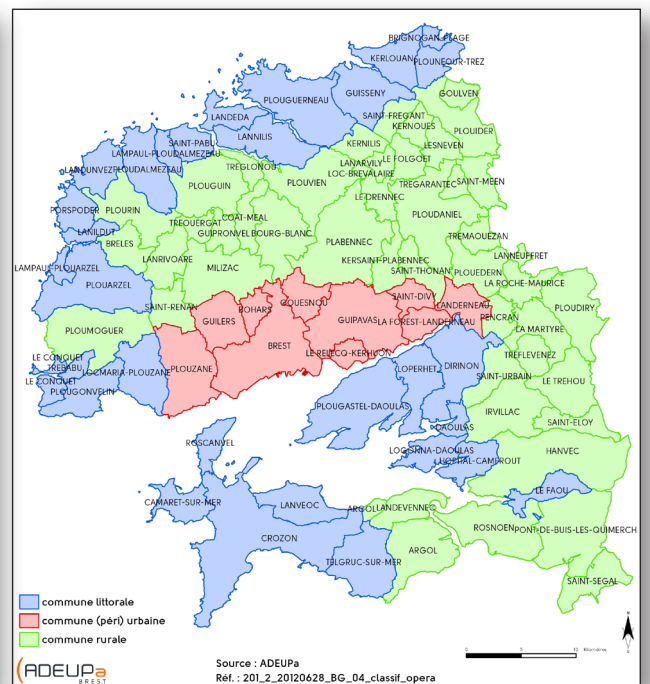 BRIGNOGAN-PLAGE
KERLOUAN
PLOUNEOUR-TREZ
GUISSENY
GOULVEN
PLOUGUERNEAU
LANDEDA
SAINT-FREGANT
KERNOUES
PLOUIDER
LANNILIS
SAINT-PABU
KERNILIS
LESNEVEN
LAMPAUL-PLOUDALMEZEAU
LANARVILY
LE FOLGOET
TREGLONOU
LANDUNVEZ
PLOUDALMEZEAU
LOC-BREVALAIRE
PLOUGUIN
PLOUVIEN
TREGARANTEC
SAINT-MEEN
LE DRENNEC
PORSPODER
PLOURIN
COAT-MEAL
PLOUDANIEL
TREOUERGAT
LANILDUT
GUIPRONVEL
BOURG-BLANC
TREMAOUEZAN
BRELES
PLABENNEC
LANNEUFFRET
LANRIVOARE
KERSAINT-PLABENNEC
LAMPAUL-PLOUARZEL
MILIZAC
SAINT-THONAN
PLOUEDERN
PLOUARZEL
LA ROCHE-MAURICE
SAINT-DIVY
GOUESNOU
LANDERNEAU
SAINT-RENAN
BOHARS
PLOUDIRY
GUILERS
GUIPAVAS
LA FOREST-LANDERNEAU
PENCRAN
PLOUMOGUER
LA MARTYRE
BREST
LE RELECQ-KERHUON
TREFLEVENEZ
LE CONQUET
TREBABU
LOCMARIA-PLOUZANE
PLOUZANE
LOPERHET
DIRINON
SAINT-URBAIN
LE TREHOU
LE CONQUET
PLOUGONVELIN
PLOUGASTEL-DAOULAS
IRVILLAC
SAINT-ELOY
DAOULAS
ROSCANVEL
LOGONNA-DAOULAS
HANVEC
HOPITAL-CAMFROUT
LE FAOU
CAMARET-SUR-MER
LANVEOC
ARGOL
LANDEVENNEC
ROSNOEN
PONT-DE-BUIS-LES-QUIMERCH
CROZON
ARGOL
TELGRUC-SUR-MER
SAINT-SEGAL
commune littorale
commune (péri) urbaine
commune rurale
N
0 5 10 Kilomètres
ADEUPa
BREST
Source : ADEUPa
Réf. : 201_2_20120628_BG_04_classif_opera